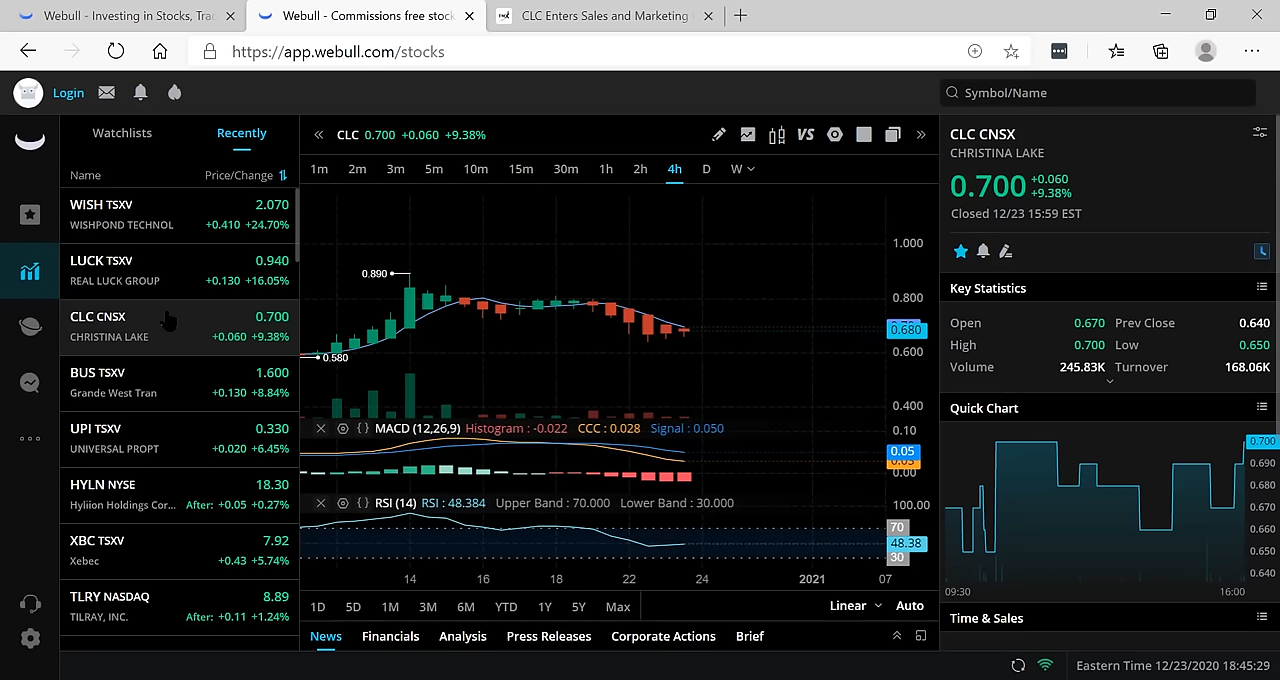 Webull - Investing in Stocks, Trac
Webull - Commissions free stock
CLC Enters Sales and Marketing
https://app.webull.com/stocks
Login
Symbol/Name
Watchlists Recently
Name Price/Change
WISH TSXV 2.070
WISHPOND TECHNOL +0.410 +24.70%
LUCK TSXV 0.940
REAL LUCK GROUP +0.130 +16.05%
CLC CNSX 0.700
CHRISTINA LAKE +0.060 +9.38%
BUS TSXV 1.600
Grande West Tran +0.130 +8.84%
UPI TSXV 0.330
UNIVERSAL PROPT +0.020 +6.45%
HYLN NYSE 18.30
Hyliion Holdings Cor... After: +0.05 +0.27%
XBC TSXV 7.92
Xebec +0.43 +5.74%
TLRY NASDAQ 8.89
TILRAY, INC. After: +0.11 +1.24%
CLC 0.700 +0.060 +9.38%
VS
1m 2m 3m 5m 10m 15m 30m 1h 2h 4h D W
1.000
0.890
0.800
0.680
0.600
0.580
0.400
MACD (12,26,9) Histogram : -0.022 CCC : 0.028 Signal : 0.050
0.10
0.05
0.03
0.00
RSI (14) RSI : 48.384 Upper Band : 70.000 Lower Band : 30.000
100.00
70
48.38
30
14 16 18 22 24 2021 07
1D 5D 1M 3M 6M YTD 1Y 5Y Max
Linear Auto
News Financials Analysis Press Releases Corporate Actions Brief
CLC CNSX
CHRISTINA LAKE
0.700 +0.060
+9.38%
Closed 12/23 15:59 EST
Key Statistics
Open 0.670 Prev Close 0.640
High 0.700 Low 0.650
Volume 245.83K Turnover 168.06K
Quick Chart
0.700
0.690
0.680
0.670
0.660
0.650
0.640
09:30 16:00
Time & Sales
Eastern Time 12/23/2020 18:45:29